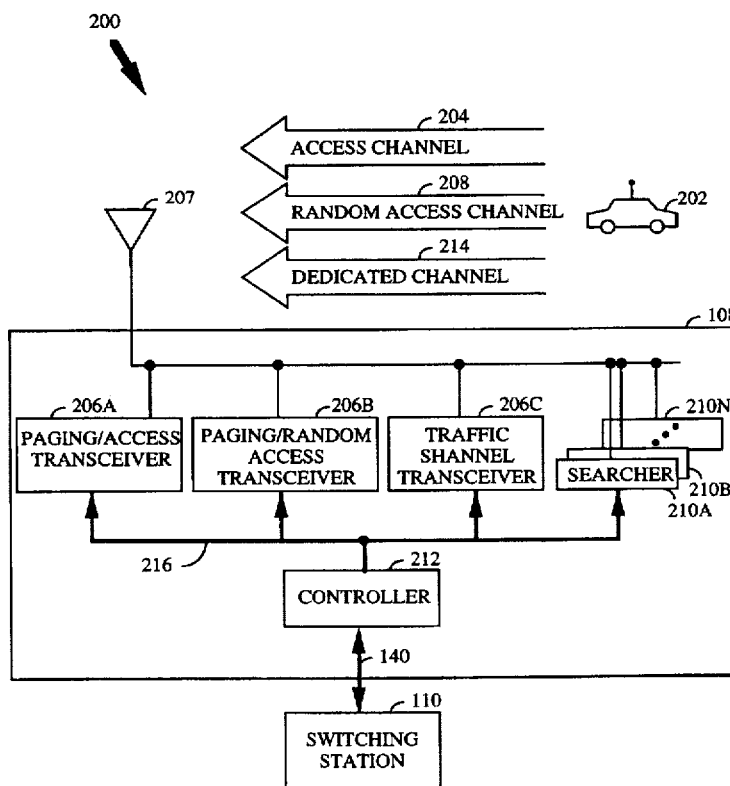 200
204
ACCESS CHANNEL
207
208
RANDOM ACCESS CHANNEL
202
214
DEDICATED CHANNEL
108
206A
PAGING/ACCESS
TRANSCEIVER
206B
PAGING/RANDOM
ACCESS
TRANSCEIVER
206C
TRAFFIC
SHANNEL
TRANSCEIVER
210N
SEARCHER
210B
210A
216
212
CONTROLLER
140
110
SWITCHING
STATION